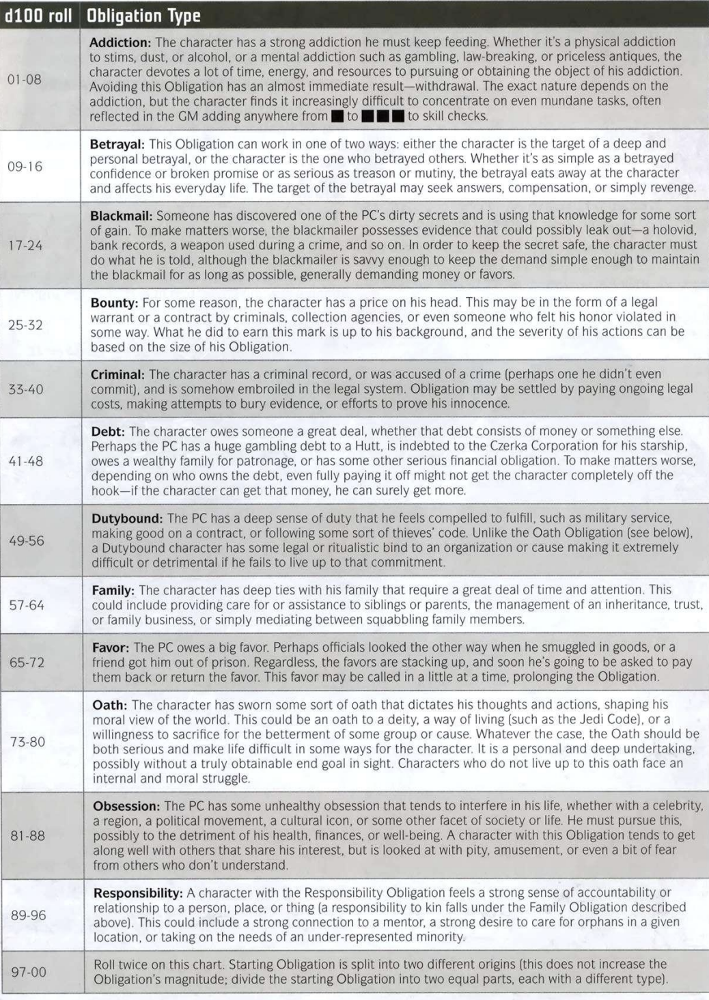 d100 roll Obligation Type
01-08
Addiction: The character has a strong addiction he must keep feeding. Whether it's a physical addiction
to stims, dust, or alcohol, or a mental addiction such as gambling, law-breaking, or priceless antiques, the
character devotes a lot of time, energy, and resources to pursuing or obtaining the object of his addiction.
Avoiding this Obligation has an almost immediate result—withdrawal. The exact nature depends on the
addiction, but the character finds it increasingly difficult to concentrate on even mundane tasks, often
reflected in the GM adding anywhere from ■ to ■ ■ ■ to skill checks.
09-16
Betrayal: This Obligation can work in one of two ways: either the character is the target of a deep and
personal betrayal, or the character is the one who betrayed others. Whether it's as simple as a betrayed
confidence or broken promise or as serious as treason or mutiny, the betrayal eats away at the character
and affects his everyday life. The target of the betrayal may seek answers, compensation, or simply revenge.
17-24
Blackmail: Someone has discovered one of the PC's dirty secrets and is using that knowledge for some sort
of gain. To make matters worse, the blackmailer possesses evidence that could possibly leak out—a holovid,
bank records, a weapon used during a crime, and so on. In order to keep the secret safe, the character must
do what he is told, although the blackmailer is savvy enough to keep the demand simple enough to maintain
the blackmail for as long as possible, generally demanding money or favors.
25-32
Bounty: For some reason, the character has a price on his head. This may be in the form of a legal
warrant or a contract by criminals, collection agencies, or even someone who felt his honor violated in
some way. What he did to earn this mark is up to his background, and the severity of his actions can be
based on the size of his Obligation.
33-40
Criminal: The character has a criminal record, or was accused of a crime (perhaps one he didn't even
commit), and is somehow embroiled in the legal system. Obligation may be settled by paying ongoing legal
costs, making attempts to bury evidence, or efforts to prove his innocence.
41-48
Debt: The character owes someone a great deal, whether that debt consists of money or something else.
Perhaps the PC has a huge gambling debt to a Hutt, is indebted to the Czerka Corporation for his starship,
owes a wealthy family for patronage, or has some other serious financial obligation. To make matters worse,
depending on who owns the debt, even fully paying it off might not get the character completely off the
hook—if the character can get that money, he can surely get more.
49-56
Dutybound: The PC has a deep sense of duty that he feels compelled to fulfill, such as military service,
making good on a contract, or following some sort of thieves' code. Unlike the Oath Obligation (see below),
a Dutybound character has some legal or ritualistic bind to an organization or cause making it extremely
difficult or detrimental if he fails to live up to that commitment.
57-64
Family: The character has deep ties with his family that require a great deal of time and attention. This
could include providing care for or assistance to siblings or parents, the management of an inheritance, trust,
or family business, or simply mediating between squabbling family members.
65-72
Favor: The PC owes a big favor. Perhaps officials looked the other way when he smuggled in goods, or a
friend got him out of prison. Regardless, the favors are stacking up, and soon he's going to be asked to pay
them back or return the favor. This favor may be called in a little at a time, prolonging the Obligation.
73-80
Oath: The character has sworn some sort of oath that dictates his thoughts and actions, shaping his
moral view of the world. This could be an oath to a deity, a way of living (such as the Jedi Code), or a
willingness to sacrifice for the betterment of some group or cause. Whatever the case, the Oath should be
both serious and make life difficult in some ways for the character. It is a personal and deep undertaking,
possibly without a truly obtainable end goal in sight. Characters who do not live up to this oath face an
internal and moral struggle.
81-88
Obsession: The PC has some unhealthy obsession that tends to interfere in his life, whether with a celebrity,
a region, a political movement, a cultural icon, or some other facet of society or life. He must pursue this,
possibly to the detriment of his health, finances, or well-being. A character with this Obligation tends to get
along well with others that share his interest, but is looked at with pity, amusement, or even a bit of fear
from others who don't understand.
89-96
Responsibility: A character with the Responsibility Obligation feels a strong sense of accountability or
relationship to a person, place, or thing (a responsibility to kin falls under the Family Obligation described
above). This could include a strong connection to a mentor, a strong desire to care for orphans in a given
location, or taking on the needs of an under-represented minority.
97-00
Roll twice on this chart. Starting Obligation is split into two different origins (this does not increase the
Obligation's magnitude; divide the starting Obligation into two equal parts, each with a different type).